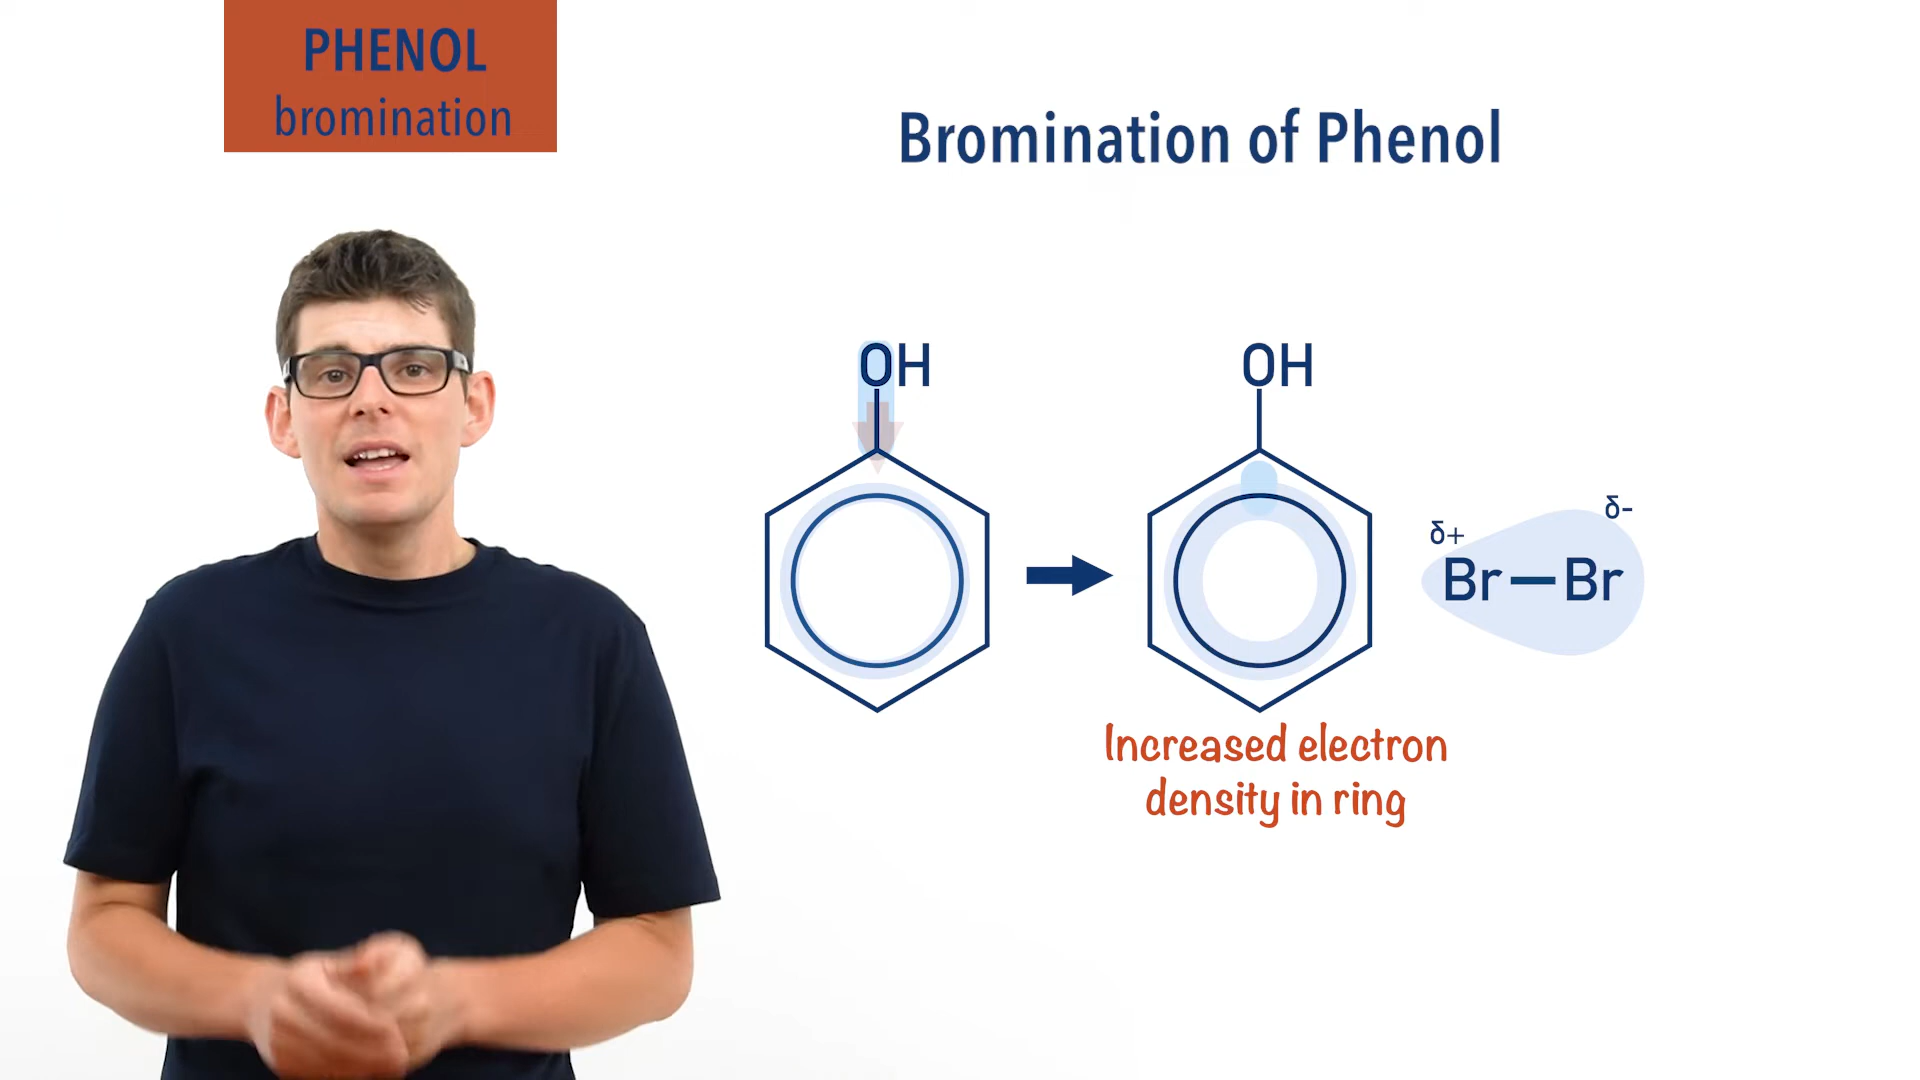 PHENOL
bromination
Bromination of Phenol
OH
OH
δ+
δ-
Br—Br
Increased electron
density in ring